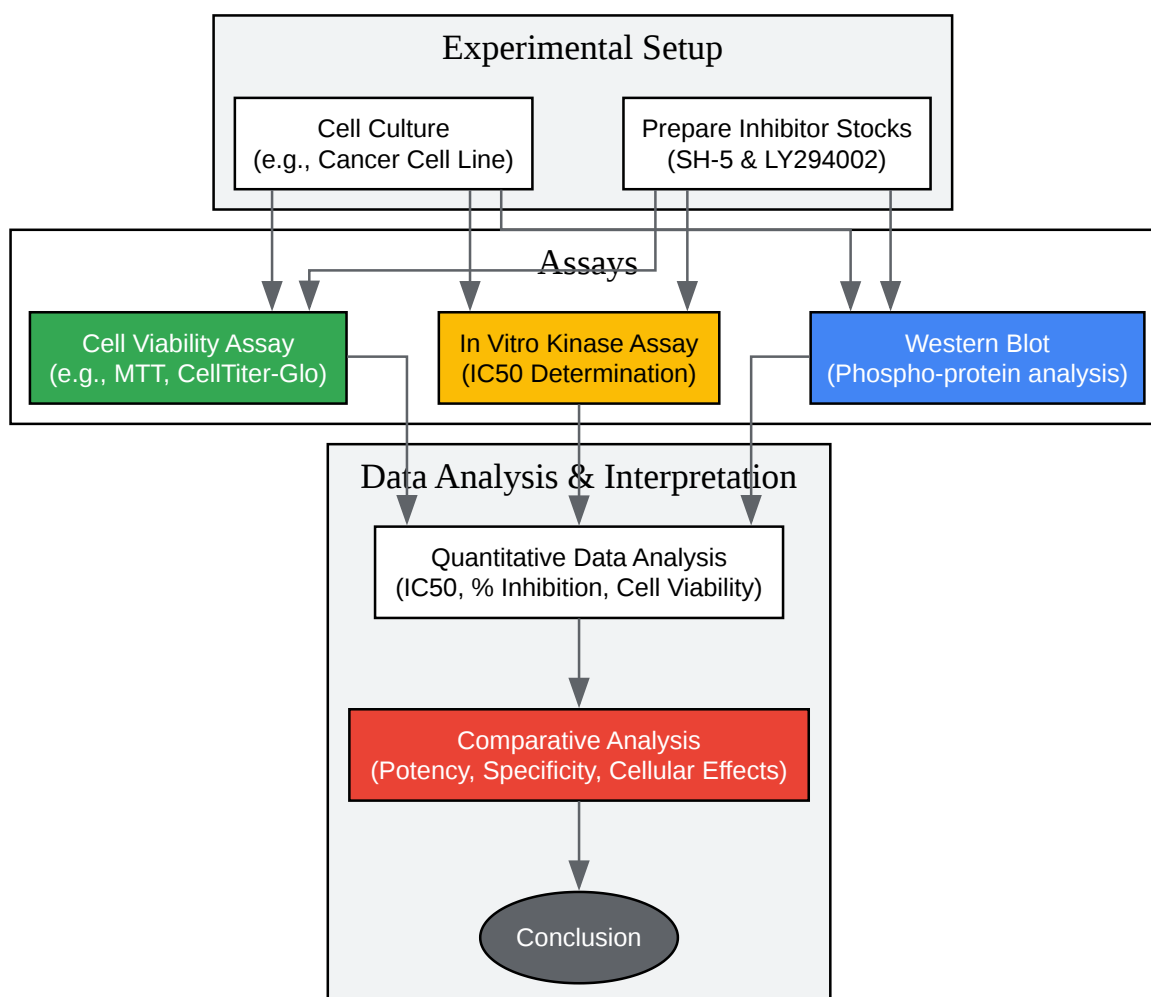 Experimental Setup
Cell Culture
(e.g., Cancer Cell Line)
Prepare Inhibitor Stocks
(SH-5 & LY294002)
Assays
Cell Viability Assay
(e.g., MTT, CellTiter-Glo)
In Vitro Kinase Assay
(IC50 Determination)
Western Blot
(Phospho-protein analysis)
Data Analysis & Interpretation
Quantitative Data Analysis
(IC50, % Inhibition, Cell Viability)
Comparative Analysis
(Potency, Specificity, Cellular Effects)
Conclusion